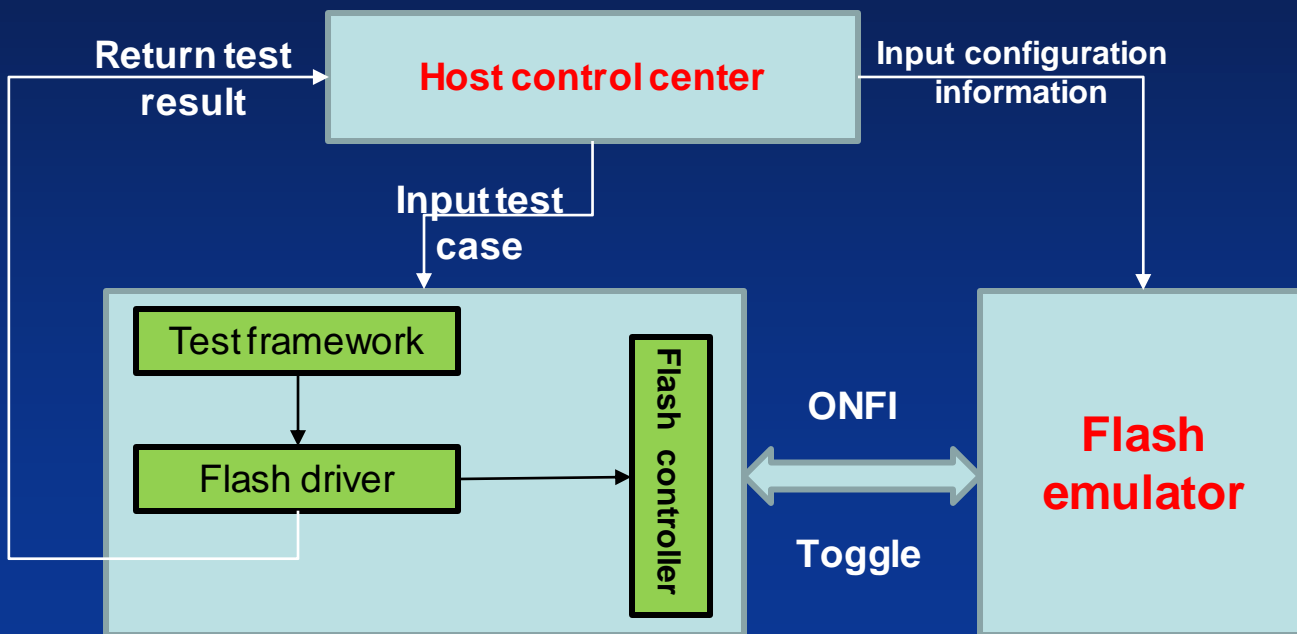 Return test
result
Host control center
Input configuration
information
Input test
case
Test framework
Flash driver
Flash controller
ONFI
Toggle
Flash
emulator